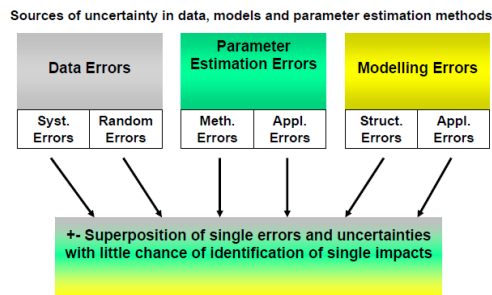 Sources of uncertainty in data, models and parameter estimation methods
Data Errors
Parameter
Estimation Errors
Modelling Errors
Syst.
Errors
Random
Errors
Meth.
Errors
Appl.
Errors
Struct.
Errors
Appl.
Errors
+- Superposition of single errors and uncertainties
with little chance of identification of single impacts